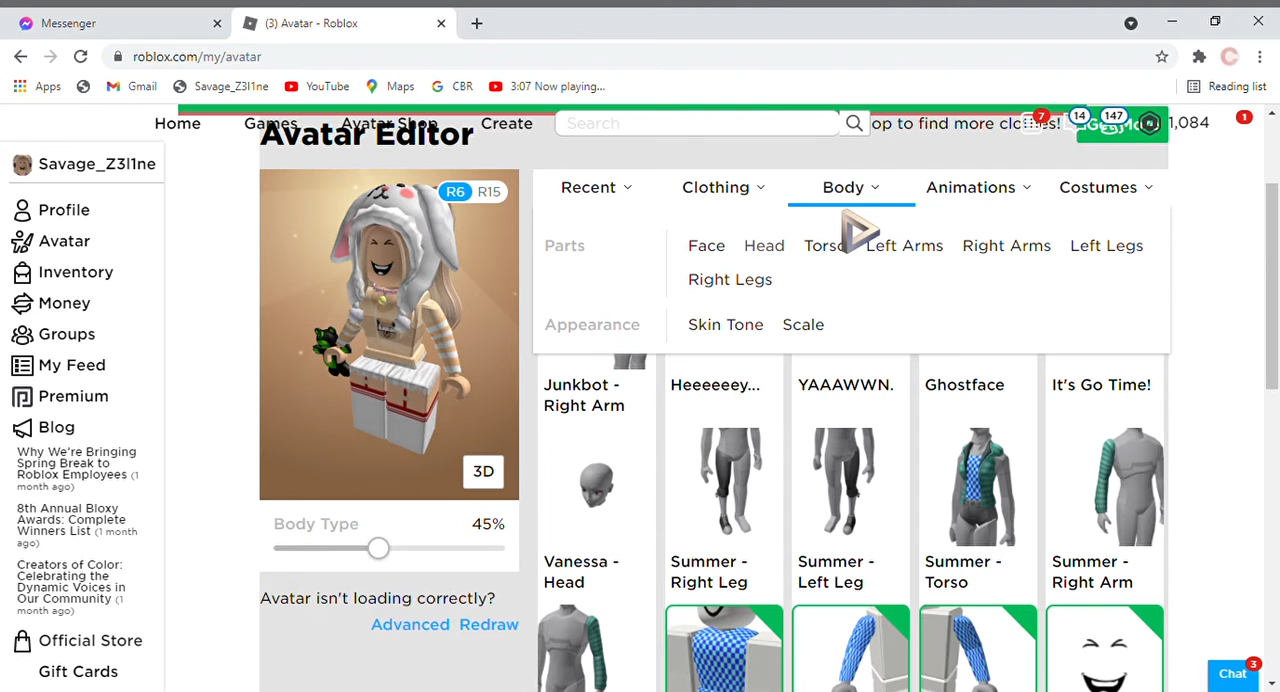 Messenger
(3) Avatar - Roblox
roblox.com/my/avatar
Apps
Gmail
Savage_Z3l1ne
YouTube
Maps
CBR
3:07 Now playing...
Reading list
Home Games Avatar Shop Create Search op to find more clothes! 7 14 147 1,084 1
Avatar Editor
Savage_Z3l1ne
Profile
Avatar
Inventory
Money
Groups
My Feed
Premium
Blog
Why We're Bringing
Spring Break to
Roblox Employees (1
month ago)
8th Annual Bloxy
Awards: Complete
Winners List (1 month
ago)
Creators of Color:
Celebrating the
Dynamic Voices in
Our Community (1
month ago)
Official Store
Gift Cards
R6 R15
3D
Body Type 45%
Avatar isn't loading correctly?
Advanced Redraw
Recent Clothing Body Animations Costumes
Parts
Face Head Torso Left Arms Right Arms Left Legs
Right Legs
Appearance
Skin Tone Scale
Junkbot -
Right Arm
Heeeeeey...
YAAAWWN.
Ghostface
It's Go Time!
Vanessa -
Head
Summer -
Right Leg
Summer -
Left Leg
Summer -
Torso
Summer -
Right Arm
Chat 3